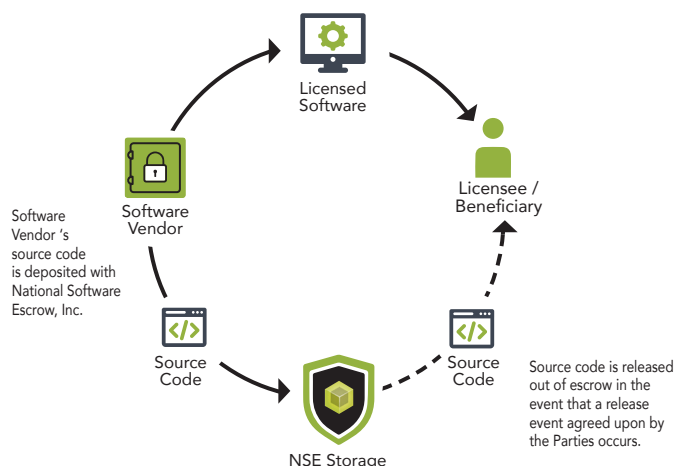 Licensed
Software
Licensee /
Beneficiary
Software
Vendor
Software
Vendor ‘s
source code
is deposited with
National Software
Escrow, Inc.
</>
Source
Code
</>
Source
Code
Source code is released
out of escrow in the
event that a release
event agreed upon by
the Parties occurs.
NSE Storage